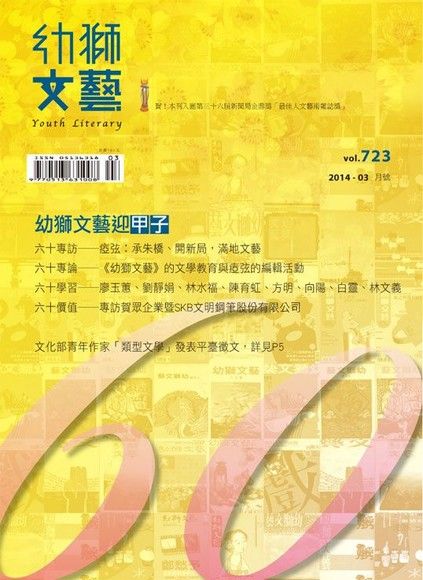 幼獅
文藝
Youth Literary
賀！本刊入圍第三十六屆新聞局金鼎獎「最佳人文藝術雜誌獎」
ISSN 05136318
03
9 770513 631008
vol.723
2014 - 03 月號
幼獅文藝迎甲子
六十專訪──瘂弦：承朱橋、開新局，滿地文藝
六十專論──《幼獅文藝》的文學教育與瘂弦的編輯活動
六十學習──廖玉蕙、劉靜娟、林水福、陳育虹、方明、向陽、白靈、林文義
六十價值──專訪賀眾企業暨SKB文明鋼筆股份有限公司
文化部青年作家「類型文學」發表平臺徵文，詳見P5
60